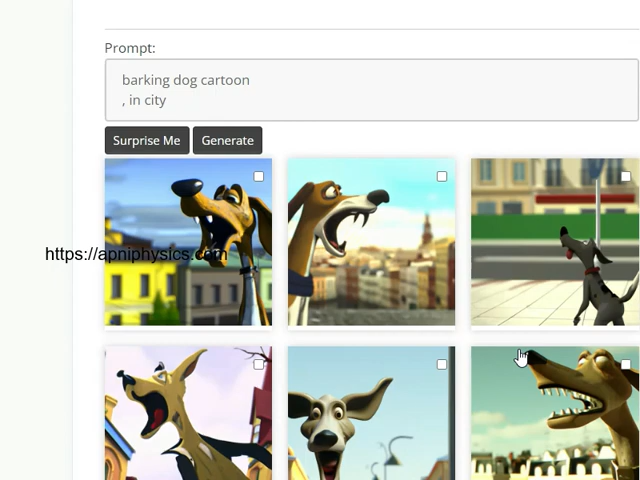 Prompt:
barking dog cartoon
, in city
Surprise Me Generate
https://apniphysics.com